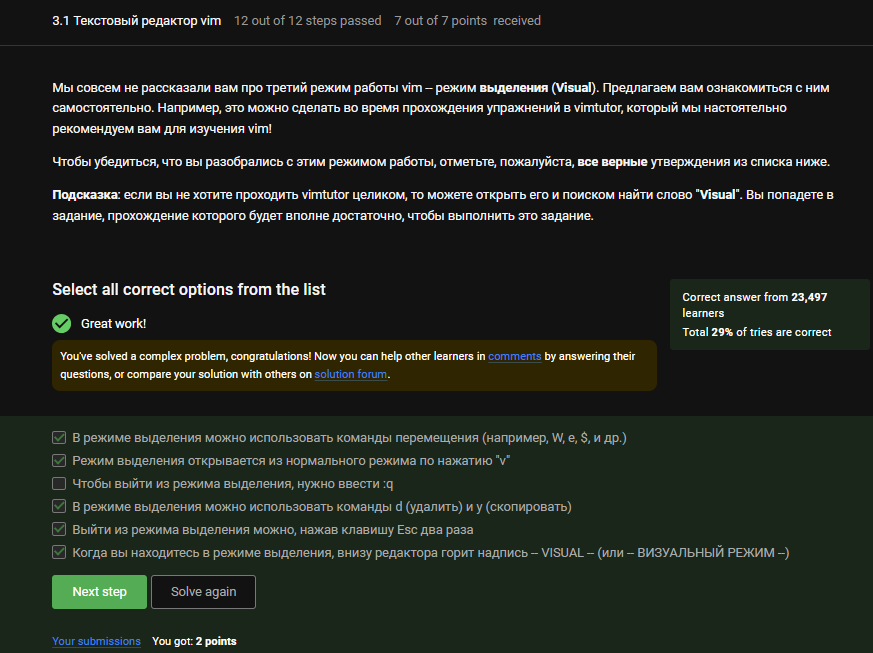 3.1 Текстовый редактор vim 12 out of 12 steps passed 7 out of 7 points received
Мы совсем не рассказали вам про третий режим работы vim – режим выделения (Visual). Предлагаем вам ознакомиться с ним
самостоятельно. Например, это можно сделать во время прохождения упражнений в vimtutor, который мы настоятельно
рекомендуем вам для изучения vim!
Чтобы убедиться, что вы разобрались с этим режимом работы, отметьте, пожалуйста, все верные утверждения из списка ниже.
Подсказка: если вы не хотите проходить vimtutor целиком, то можете открыть его и поиском найти слово "Visual". Вы попадете в
задание, прохождение которого будет вполне достаточно, чтобы выполнить это задание.
Select all correct options from the list
Great work!
You've solved a complex problem, congratulations! Now you can help other learners in comments by answering their
questions, or compare your solution with others on solution forum.
Correct answer from 23,497
learners
Total 29% of tries are correct
В режиме выделения можно использовать команды перемещения (например, W, e, $, и др.)
Режим выделения открывается из нормального режима по нажатию "v"
Чтобы выйти из режима выделения, нужно ввести :q
В режиме выделения можно использовать команды d (удалить) и y (скопировать)
Выйти из режима выделения можно, нажав клавишу Esc два раза
Когда вы находитесь в режиме выделения, внизу редактора горит надпись -- VISUAL -- (или -- ВИЗУАЛЬНЫЙ РЕЖИМ --)
Next step Solve again
Your submissions You got: 2 points